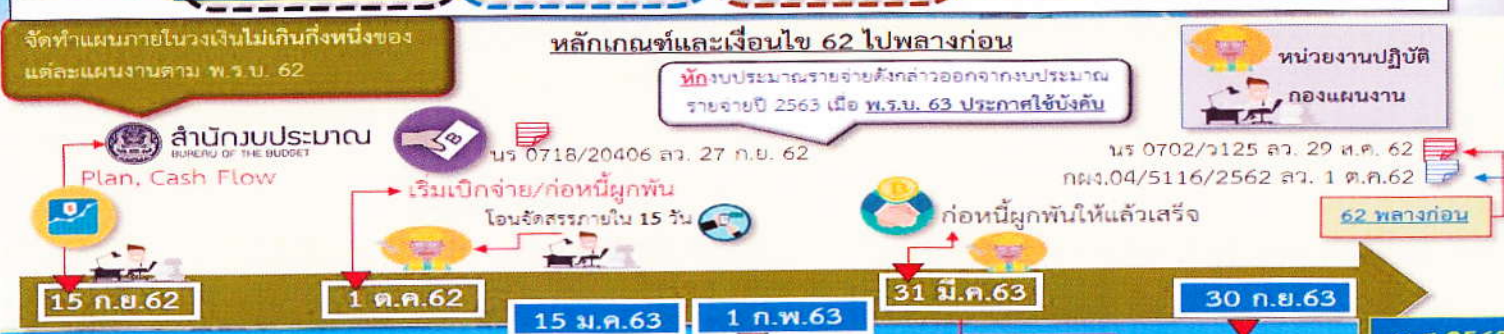 จัดทำแผนภายในวงเงินไม่เกินกึ่งหนึ่งของ
แต่ละแผนงานตาม พ.ร.บ. 62
หลักเกณฑ์และเงื่อนไข 62 ไปพลางก่อน
หักงบประมาณรายจ่ายดังกล่าวออกจากงบประมาณ
รายจ่ายปี 2563 เมื่อ พ.ร.บ. 63 ประกาศใช้บังคับ
หน่วยงานปฏิบัติ
กองแผนงาน
สำนักงบประมาณ
BUREAU OF THE BUDGET
Plan, Cash Flow
นร 0718/20406 ลว. 27 ก.ย. 62
นร 0702/ว125 ลว. 29 ส.ค. 62
กผง.04/5116/2562 ลว. 1 ต.ค.62
เริ่มเบิกจ่าย/ก่อหนี้ผูกพัน
โอนจัดสรรภายใน 15 วัน
ก่อหนี้ผูกพันให้แล้วเสร็จ
62 พลางก่อน
15 ก.ย.62
1 ต.ค.62
31 มี.ค.63
30 ก.ย.63
15 ม.ค.63
1 ก.พ.63